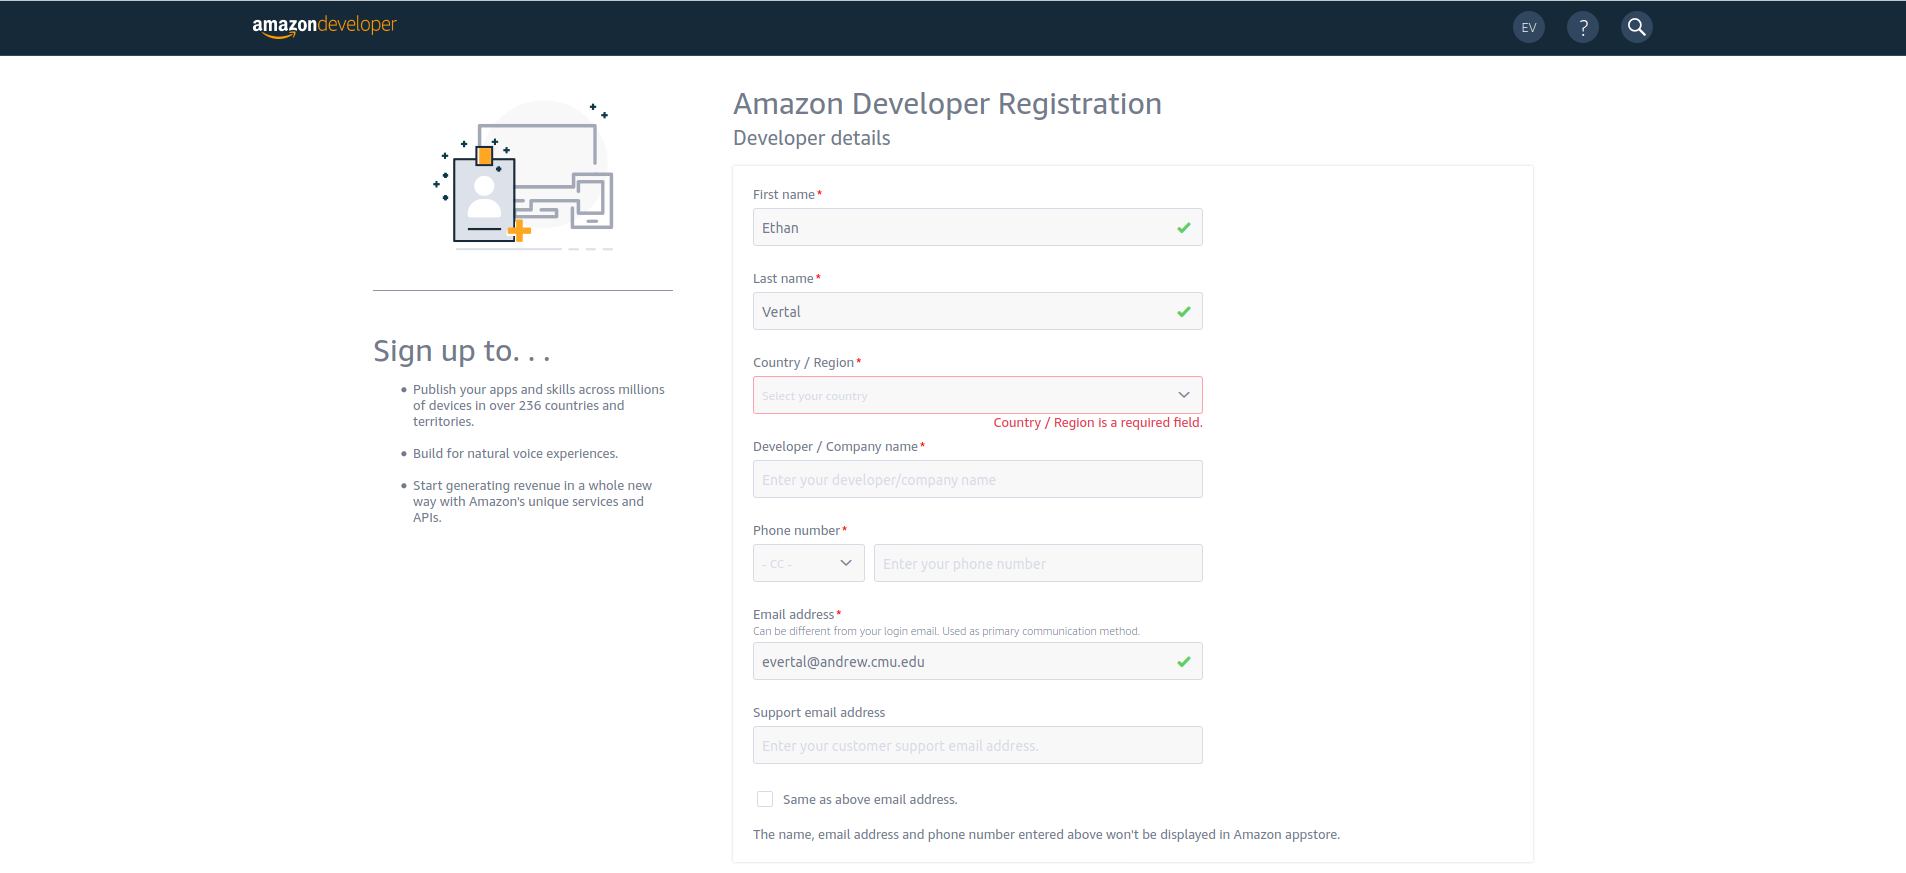 amazondeveloper
EV
?
Amazon Developer Registration
Developer details
First name*
Ethan
Last name*
Vertal
Country / Region*
Select your country
Country / Region is a required field.
Developer / Company name*
Enter your developer/company name
Phone number*
- CC -
Enter your phone number
Email address*
Can be different from your login email. Used as primary communication method.
evertal@andrew.cmu.edu
Support email address
Enter your customer support email address.
Same as above email address.
The name, email address and phone number entered above won't be displayed in Amazon appstore.
Sign up to. . .
• Publish your apps and skills across millions
of devices in over 236 countries and
territories.
• Build for natural voice experiences.
• Start generating revenue in a whole new
way with Amazon's unique services and
APIs.